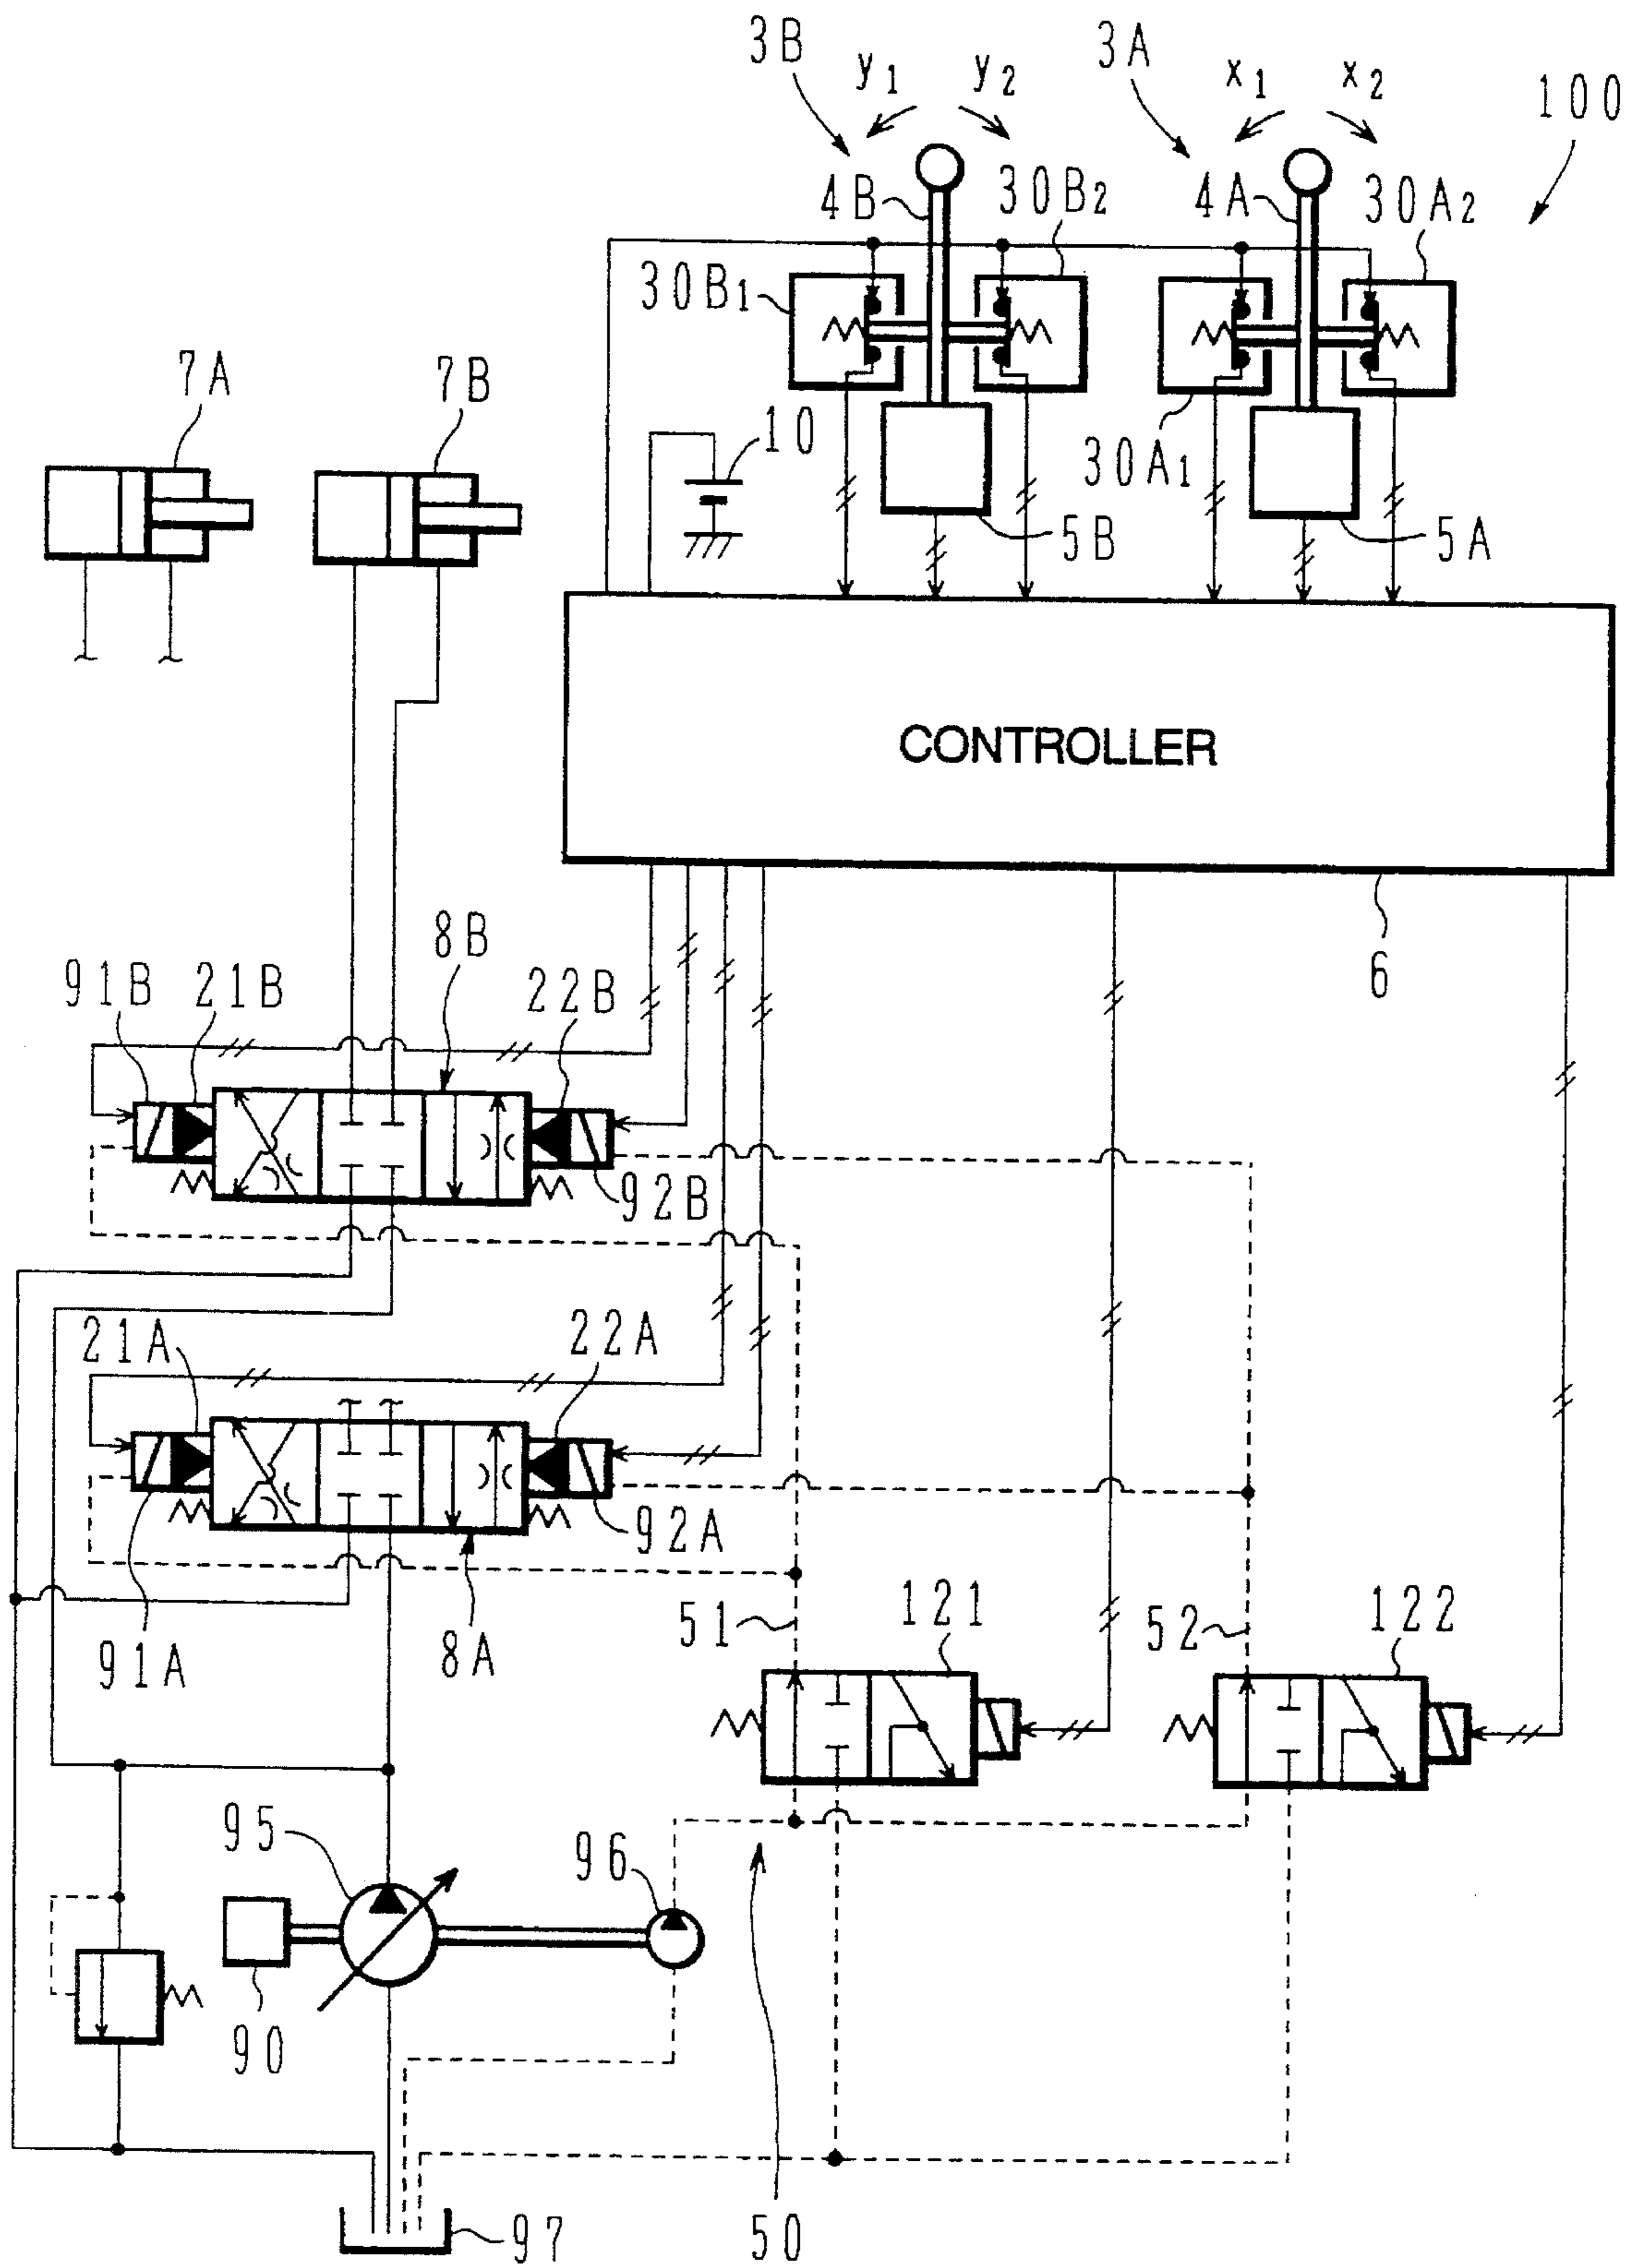 3B
y1
y2
3A
x1
x2
100
4B
30B2
4A
30A2
30B1
7A
7B
10
30A1
5B
5A
CONTROLLER
6
8B
91B
21B
22B
92B
21A
22A
92A
91A
8A
51
121
52
122
95
96
90
97
50